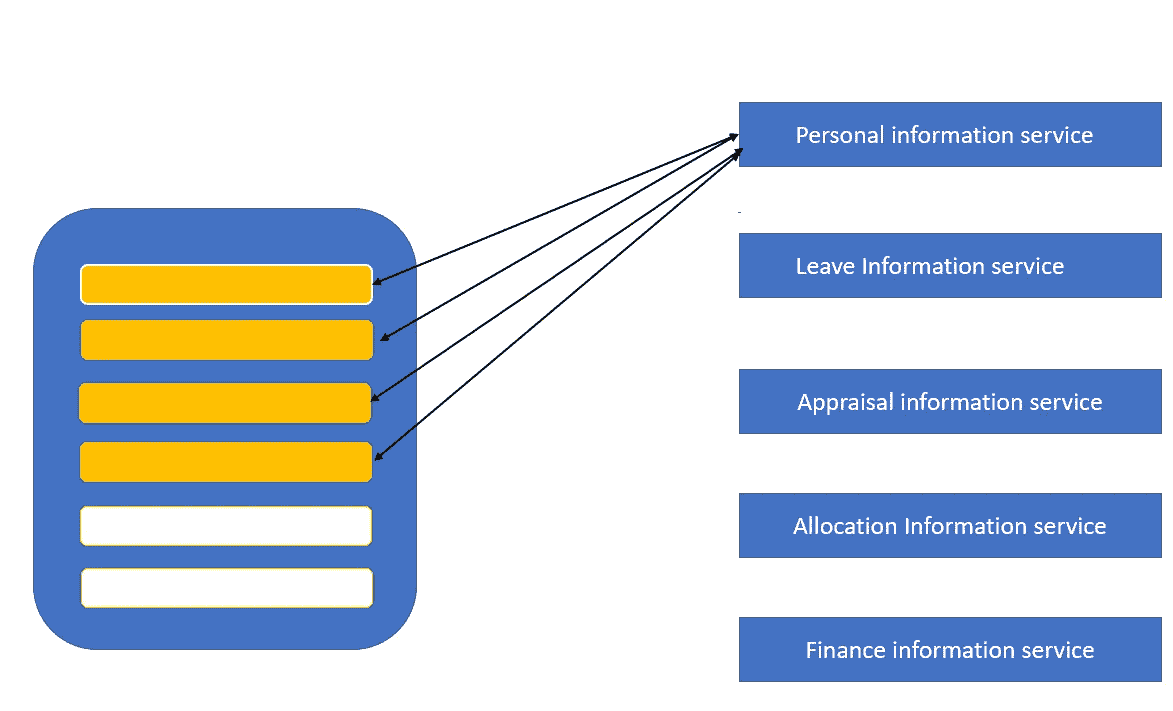 Personal information service
Leave Information service
Appraisal information service
Allocation Information service
Finance information service